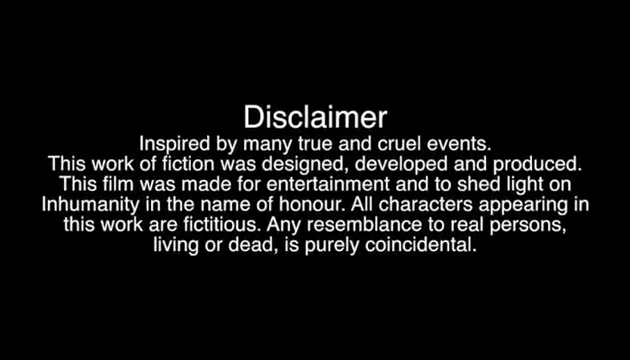 Disclaimer
Inspired by many true and cruel events.
This work of fiction was designed, developed and produced.
This film was made for entertainment and to shed light on
Inhumanity in the name of honour. All characters appearing in
this work are fictitious. Any resemblance to real persons,
living or dead, is purely coincidental.